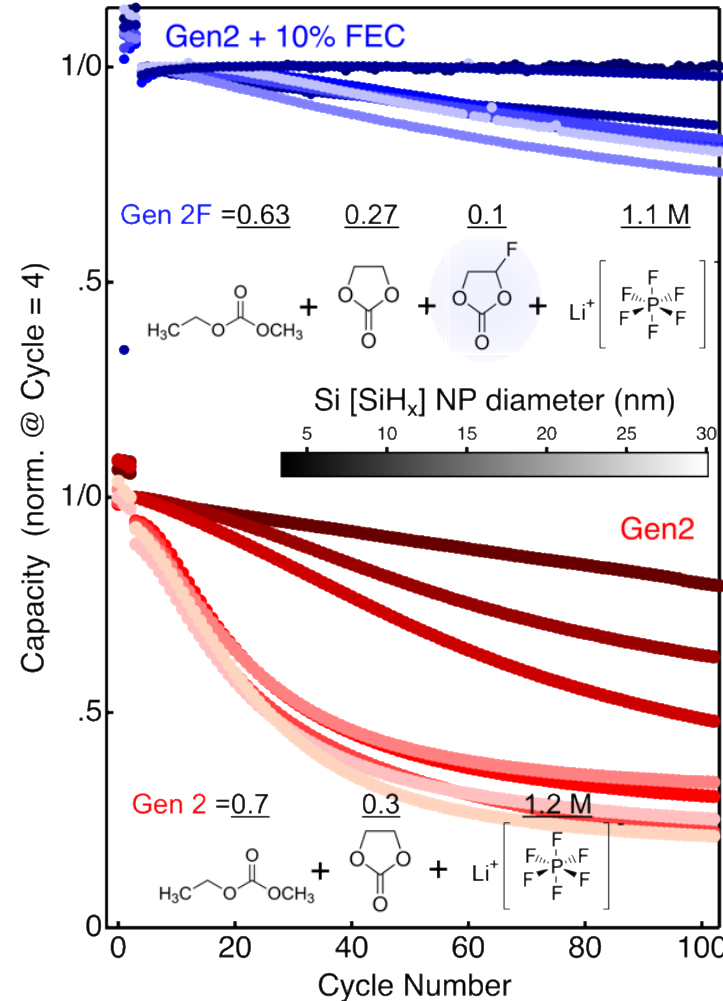 Gen2 + 10% FEC
1/0
Gen 2F =0.63 0.27 0.1 1.1 M
.5
H₃C O O OCH₃ + O O O + F O O O + Li⁺ [ F F F P F F F
Si [SiHₓ] NP diameter (nm)
5 10 15 20 25 30
1/0
Gen2
Capacity (norm. @ Cycle = 4)
.5
Gen 2 =0.7 0.3 1.2 M
H₃C O O OCH₃ + O O O + Li⁺ [ F F F P F F F ]
0
0 20 40 60 80 100
Cycle Number